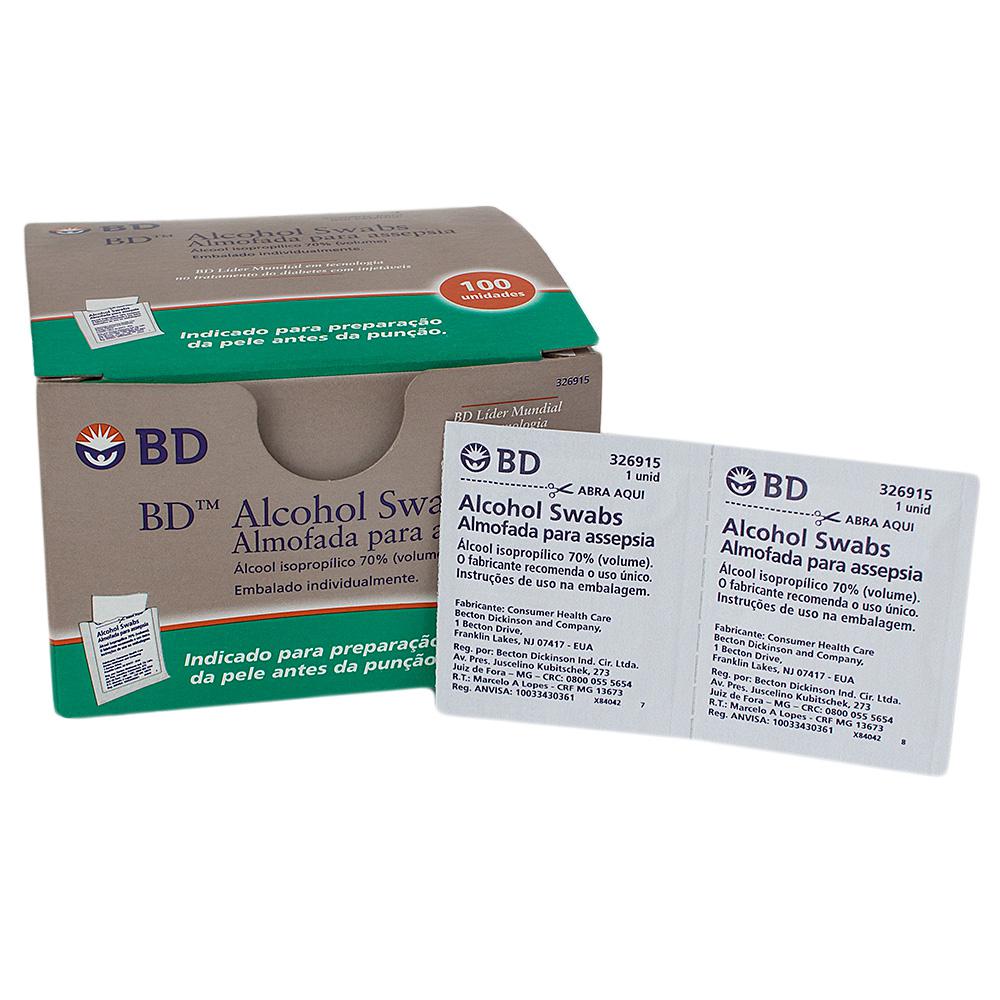 BD
BD™ Alcohol Swabs
Almofada para assepsia
Álcool isopropílico 70% (volume)
Embalado individualmente.
BD Líder Mundial em tecnologia
no tratamento do diabetes com injetáveis
100
unidades
Alcohol Swabs
Indicado para preparação
da pele antes da punção.
326915
BD
BD Líder Mundial
BD™ Alcohol Swa
Almofada para a
Álcool isopropílico 70% (volume
Embalado individualmente.
Alcohol Swabs
Almofada para assepsia
Indicado para preparaçã
da pele antes da punção
BD
326915
1 unid
ABRA AQUI
Alcohol Swabs
Almofada para assepsia
Álcool isopropílico 70% (volume).
O fabricante recomenda o uso único.
Instruções de uso na embalagem.
Fabricante: Consumer Health Care
Becton Dickinson and Company,
1 Becton Drive,
Franklin Lakes, NJ 07417 - EUA
Reg. por: Becton Dickinson Ind. Cir. Ltda.
Av. Pres. Juscelino Kubitschek, 273
Juiz de Fora – MG – CRC: 0800 055 5654
R.T.: Marcelo A Lopes - CRF MG 13673
Reg. ANVISA: 10033430361
X84042 7
BD
326915
1 unid
ABRA AQUI
Alcohol Swabs
Almofada para assepsia
Álcool isopropílico 70% (volume).
O fabricante recomenda o uso único.
Instruções de uso na embalagem.
Fabricante: Consumer Health Care
Becton Dickinson and Company,
1 Becton Drive,
Franklin Lakes, NJ 07417 - EUA
Reg. por: Becton Dickinson Ind. Cir. Ltda.
Av. Pres. Juscelino Kubitschek, 273
Juiz de Fora – MG – CRC: 0800 055 5654
R.T.: Marcelo A Lopes - CRF MG 13673
Reg. ANVISA: 10033430361
X84042 8